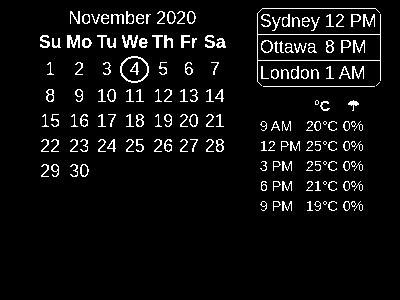 November 2020
Su Mo Tu We Th Fr Sa
1 2 3 4 5 6 7
8 9 10 11 12 13 14
15 16 17 18 19 20 21
22 23 24 25 26 27 28
29 30
Sydney 12 PM
Ottawa 8 PM
London 1 AM
°C ☂
9 AM 20°C 0%
12 PM 25°C 0%
3 PM 25°C 0%
6 PM 21°C 0%
9 PM 19°C 0%